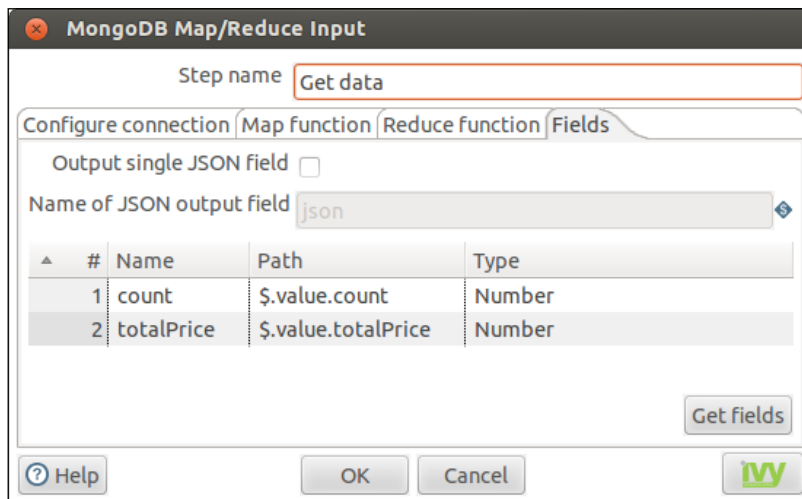 MongoDB Map/Reduce Input
Step name Get data
Configure connection Map function Reduce function Fields
Output single JSON field
Name of JSON output field json
# Name Path Type
1 count $.value.count Number
2 totalPrice $.value.totalPrice Number
Get fields
Help OK Cancel ivy